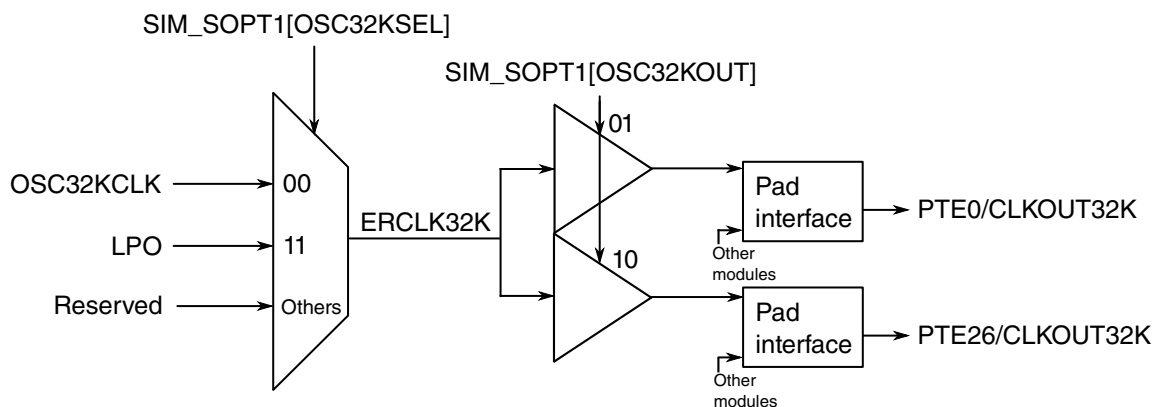 SIM_SOPT1[OSC32KSEL]
SIM_SOPT1[OSC32KOUT]
01
OSC32KCLK
00
Pad
interface
PTE0/CLKOUT32K
ERCLK32K
LPO
11
Other
modules
10
Reserved
Others
Pad
interface
PTE26/CLKOUT32K
Other
modules